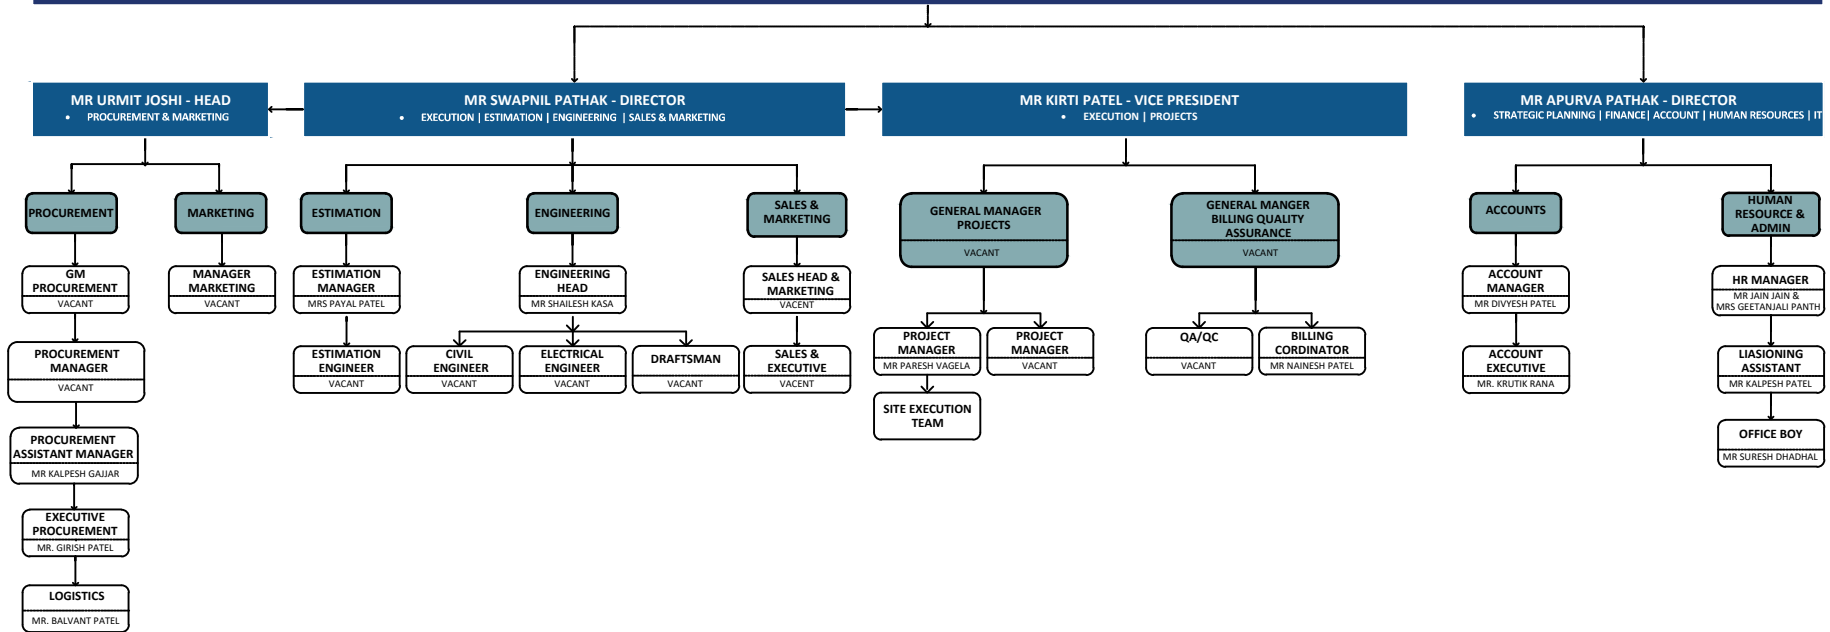 MR URMIT JOSHI - HEAD
• PROCUREMENT & MARKETING
MR SWAPNIL PATHAK - DIRECTOR
• EXECUTION | ESTIMATION | ENGINEERING | SALES & MARKETING
MR KIRTI PATEL - VICE PRESIDENT
• EXECUTION | PROJECTS
MR APURVA PATHAK - DIRECTOR
• STRATEGIC PLANNING | FINANCE| ACCOUNT | HUMAN RESOURCES | IT
PROCUREMENT
MARKETING
ESTIMATION
ENGINEERING
SALES &
MARKETING
GENERAL MANAGER
PROJECTS
VACANT
GENERAL MANGER
BILLING QUALITY
ASSURANCE
VACANT
ACCOUNTS
HUMAN
RESOURCE &
ADMIN
GM
PROCUREMENT
VACANT
MANAGER
MARKETING
VACANT
ESTIMATION
MANAGER
MRS PAYAL PATEL
ENGINEERING
HEAD
MR SHAILESH KASA
SALES HEAD &
MARKETING
VACENT
ACCOUNT
MANAGER
MR DIVYESH PATEL
HR MANAGER
MR JAIN JAIN &
MRS GEETANJALI PANTH
PROCUREMENT
MANAGER
VACANT
ESTIMATION
ENGINEER
VACANT
CIVIL
ENGINEER
VACANT
ELECTRICAL
ENGINEER
VACANT
DRAFTSMAN
VACANT
SALES &
EXECUTIVE
VACENT
PROJECT
MANAGER
MR PARESH VAGELA
PROJECT
MANAGER
VACANT
QA/QC
VACANT
BILLING
CORDINATOR
MR NAINESH PATEL
ACCOUNT
EXECUTIVE
MR. KRUTIK RANA
LIASIONING
ASSISTANT
MR KALPESH PATEL
SITE EXECUTION
TEAM
PROCUREMENT
ASSISTANT MANAGER
MR KALPESH GAJJAR
OFFICE BOY
MR SURESH DHADHAL
EXECUTIVE
PROCUREMENT
MR. GIRISH PATEL
LOGISTICS
MR. BALVANT PATEL